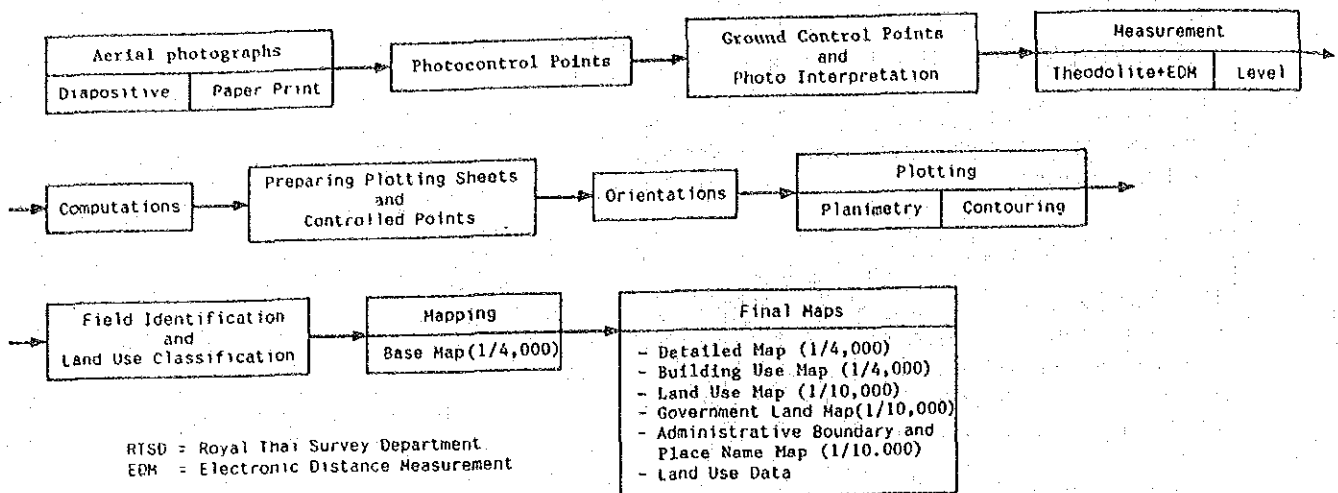 Aerial photographs
Diapositive
Paper Print
Photocontrol Points
Ground Control Points
and
Photo Interpretation
Measurement
Theodolite+EDM
Level
Computations
Preparing Plotting Sheets
and
Controlled Points
Orientations
Plotting
Planimetry
Contouring
Field Identification
and
Land Use Classification
Mapping
Base Map(1/4,000)
Final Maps
- Detailed Map (1/4,000)
- Building Use Map (1/4,000)
- Land Use Map (1/10,000)
- Government Land Map(1/10,000)
- Administrative Boundary and
Place Name Map (1/10.000)
- Land Use Data
RTSD = Royal Thai Survey Department
EDM = Electronic Distance Measurement